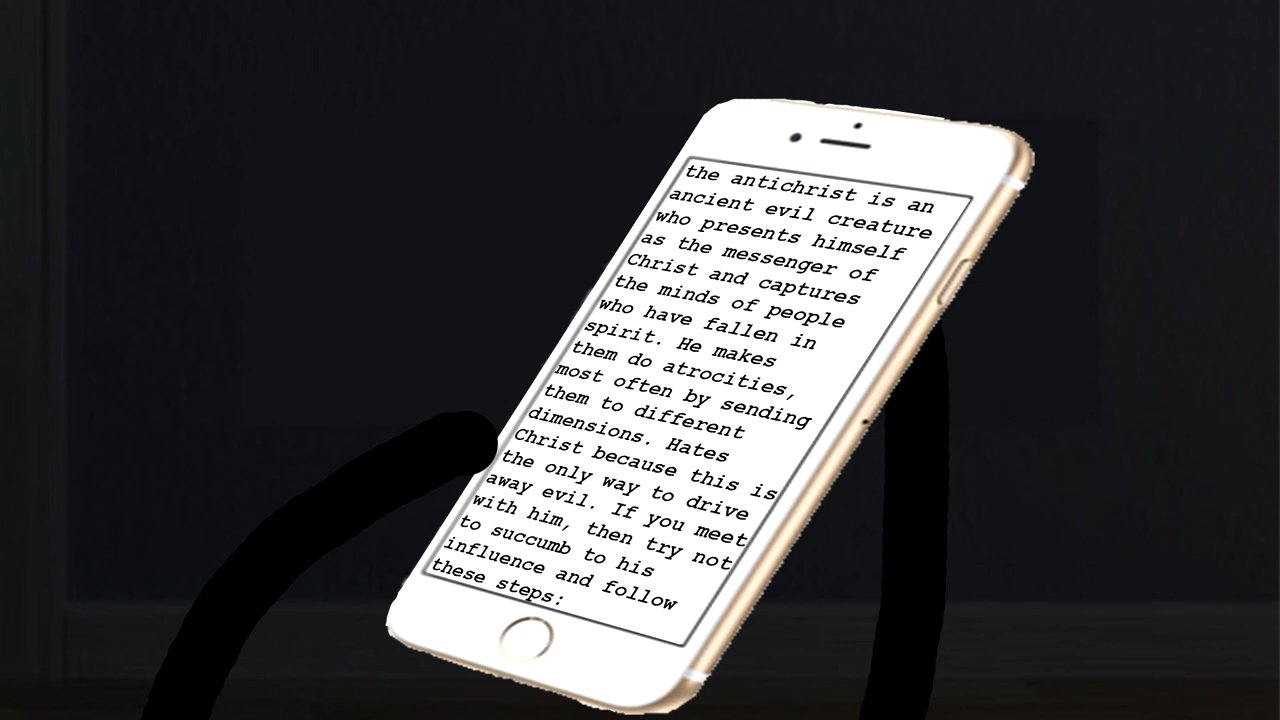 the antichrist is an
ancient evil creature
who presents himself
as the messenger of
Christ and captures
the minds of people
who have fallen in
spirit. He makes
them do atrocities,
most often by sending
them to different
dimensions. Hates
Christ because this is
the only way to drive
away evil. If you meet
with him, then try not
to succumb to his
influence and follow
these steps: